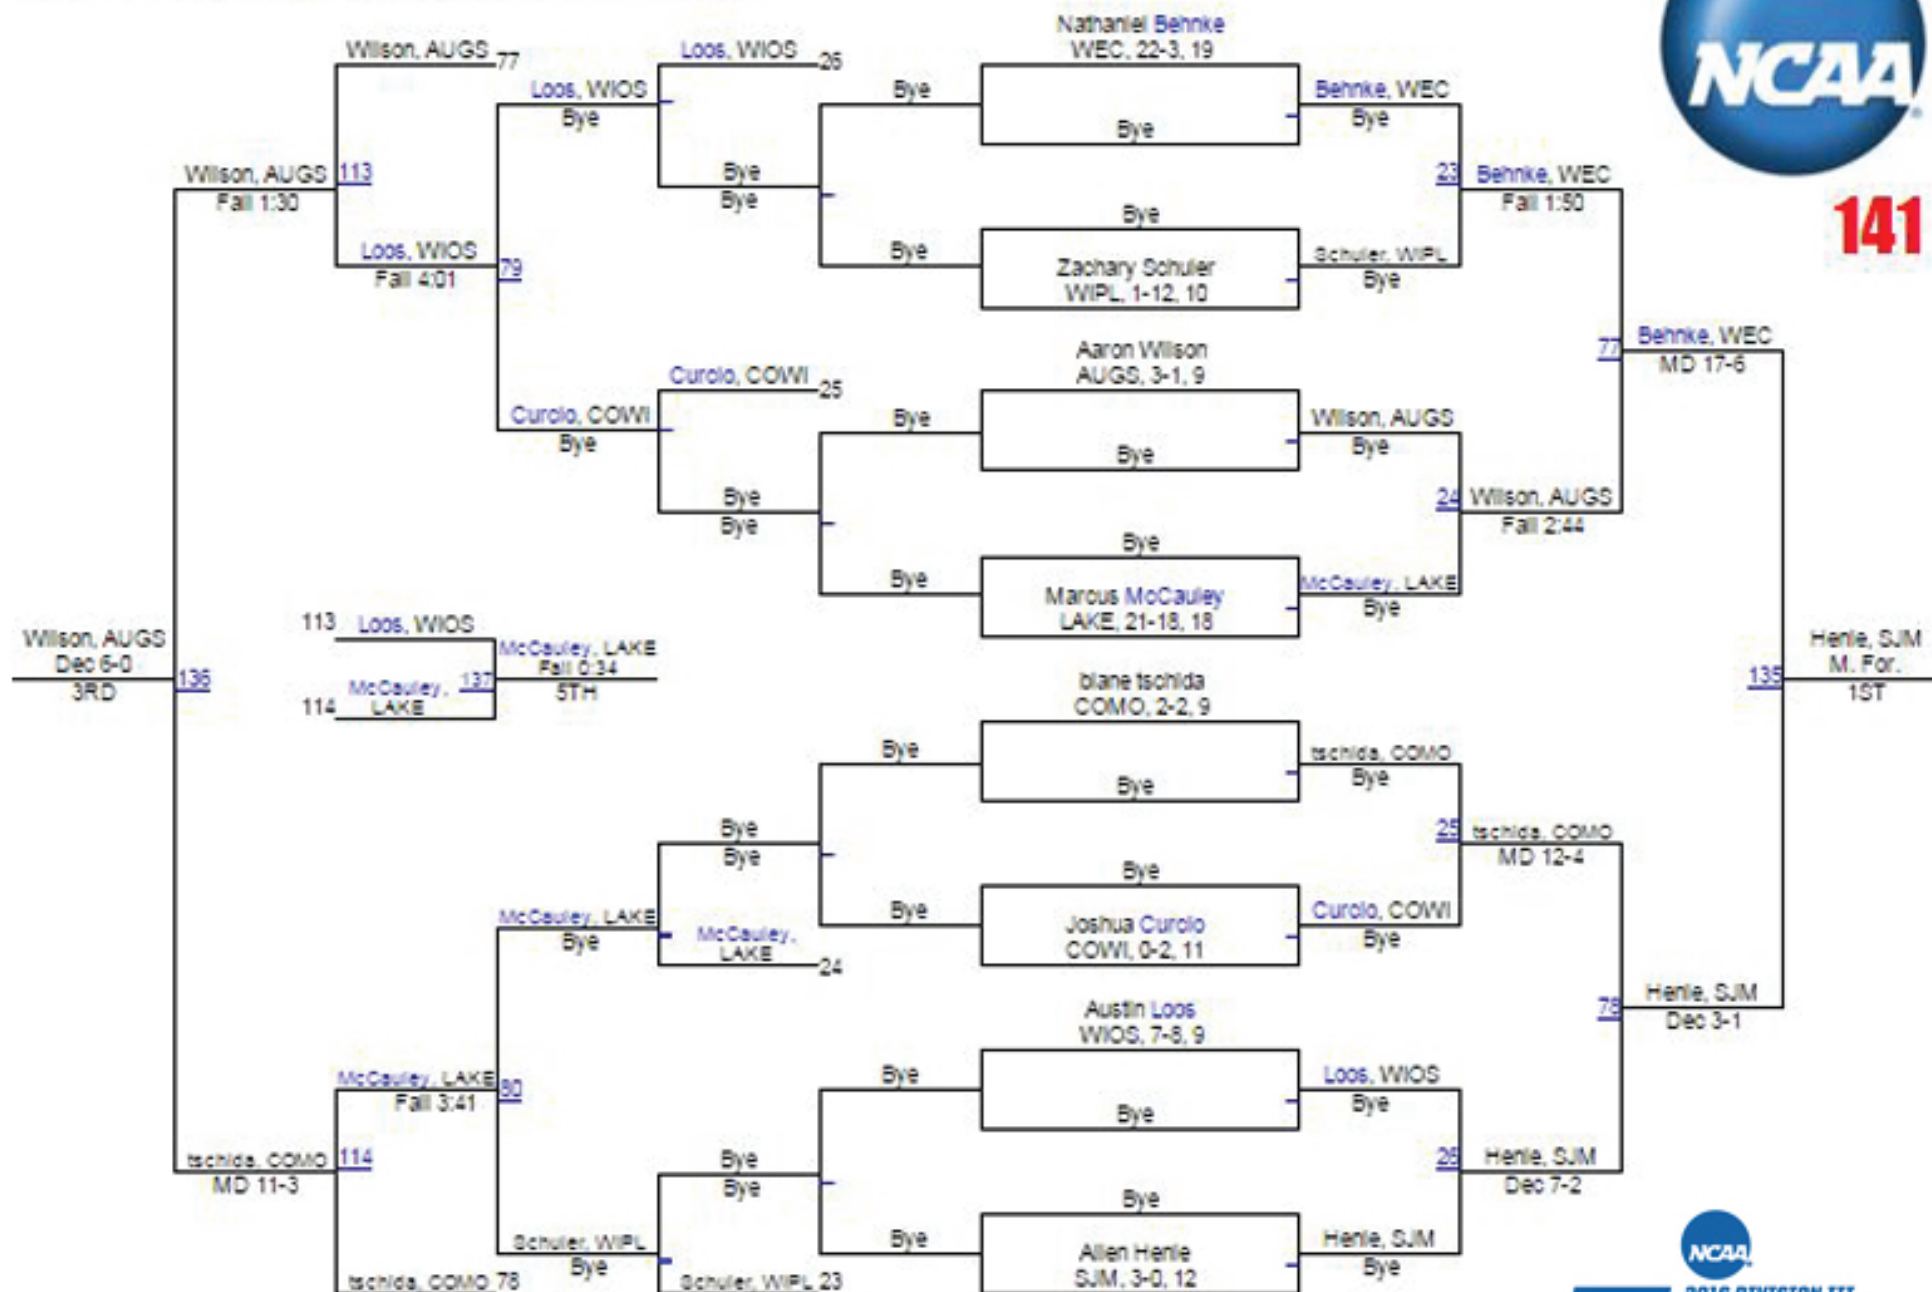 Wilson, AUGS 77
Wilson, AUGS
Fall 1:30
113
Loos, WIOS
Fall 4:01
79
Loos, WIOS
Bye
Loos, WIOS 26
Bye
Bye
Curcio, COWI
Bye
Curcio, COWI 25
Bye
Bye
Bye
Bye
Bye
Bye
Nathaniel Behnke
WEC, 22-3, 19
Bye
Bye
Zachary Schuler
WIPL, 1-12, 10
Aaron Wilson
AUGS, 3-1, 9
Bye
Bye
Marcus McCauley
LAKE, 21-18, 18
Behnke, WEC
Bye
Schuler, WIPL
Bye
23
Behnke, WEC
Fall 1:50
Wilson, AUGS
Bye
McCauley, LAKE
Bye
24
Wilson, AUGS
Fall 2:44
77
Behnke, WEC
MD 17-6
NCAA
141
Wilson, AUGS
Dec 6-0
3RD
136
113 Loos, WIOS
114 McCauley,
LAKE
137
McCauley, LAKE
Fall 0:34
5TH
135
Henle, SJM
M. For.
1ST
Bye
Bye
Bye
Bye
McCauley, LAKE
Bye
McCauley,
LAKE 24
McCauley, LAKE
Fall 3:41
80
tschida, COMO
MD 11-3
114
tschida, COMO 78
Schuler, WIPL
Bye
Bye
Bye
Schuler, WIPL 23
Bye
Bye
blane tschida
COMO, 2-2, 9
Bye
Bye
Joshua Curcio
COWI, 0-2, 11
Austin Loos
WIOS, 7-8, 9
Bye
Bye
Allen Henle
SJM, 3-0, 12
tschida, COMO
Bye
Curcio, COWI
Bye
25
tschida, COMO
MD 12-4
Loos, WIOS
Bye
Henle, SJM
Bye
26
Henle, SJM
Dec 7-2
78
Henle, SJM
Dec 3-1
NCAA
2016 DIVISION III